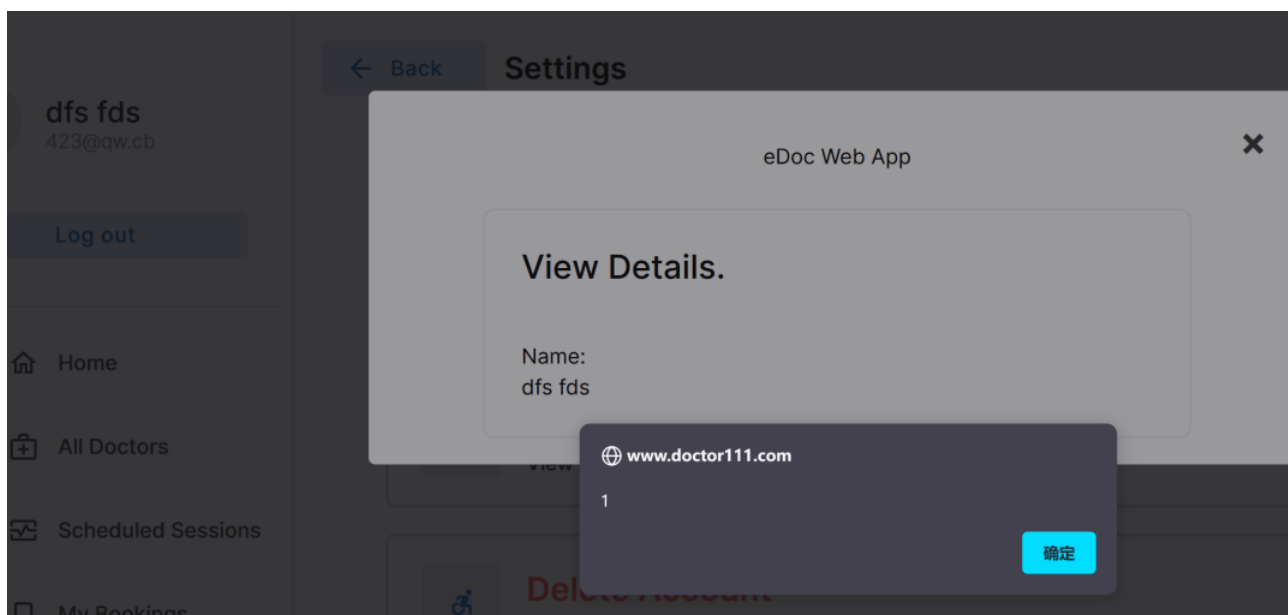 ← Back
Settings
dfs fds
423@qw.cb
Log out
Home
All Doctors
Scheduled Sessions
My Bookings
eDoc Web App
View Details.
Name:
dfs fds
View
www.doctor111.com
1
确定
Delete Account